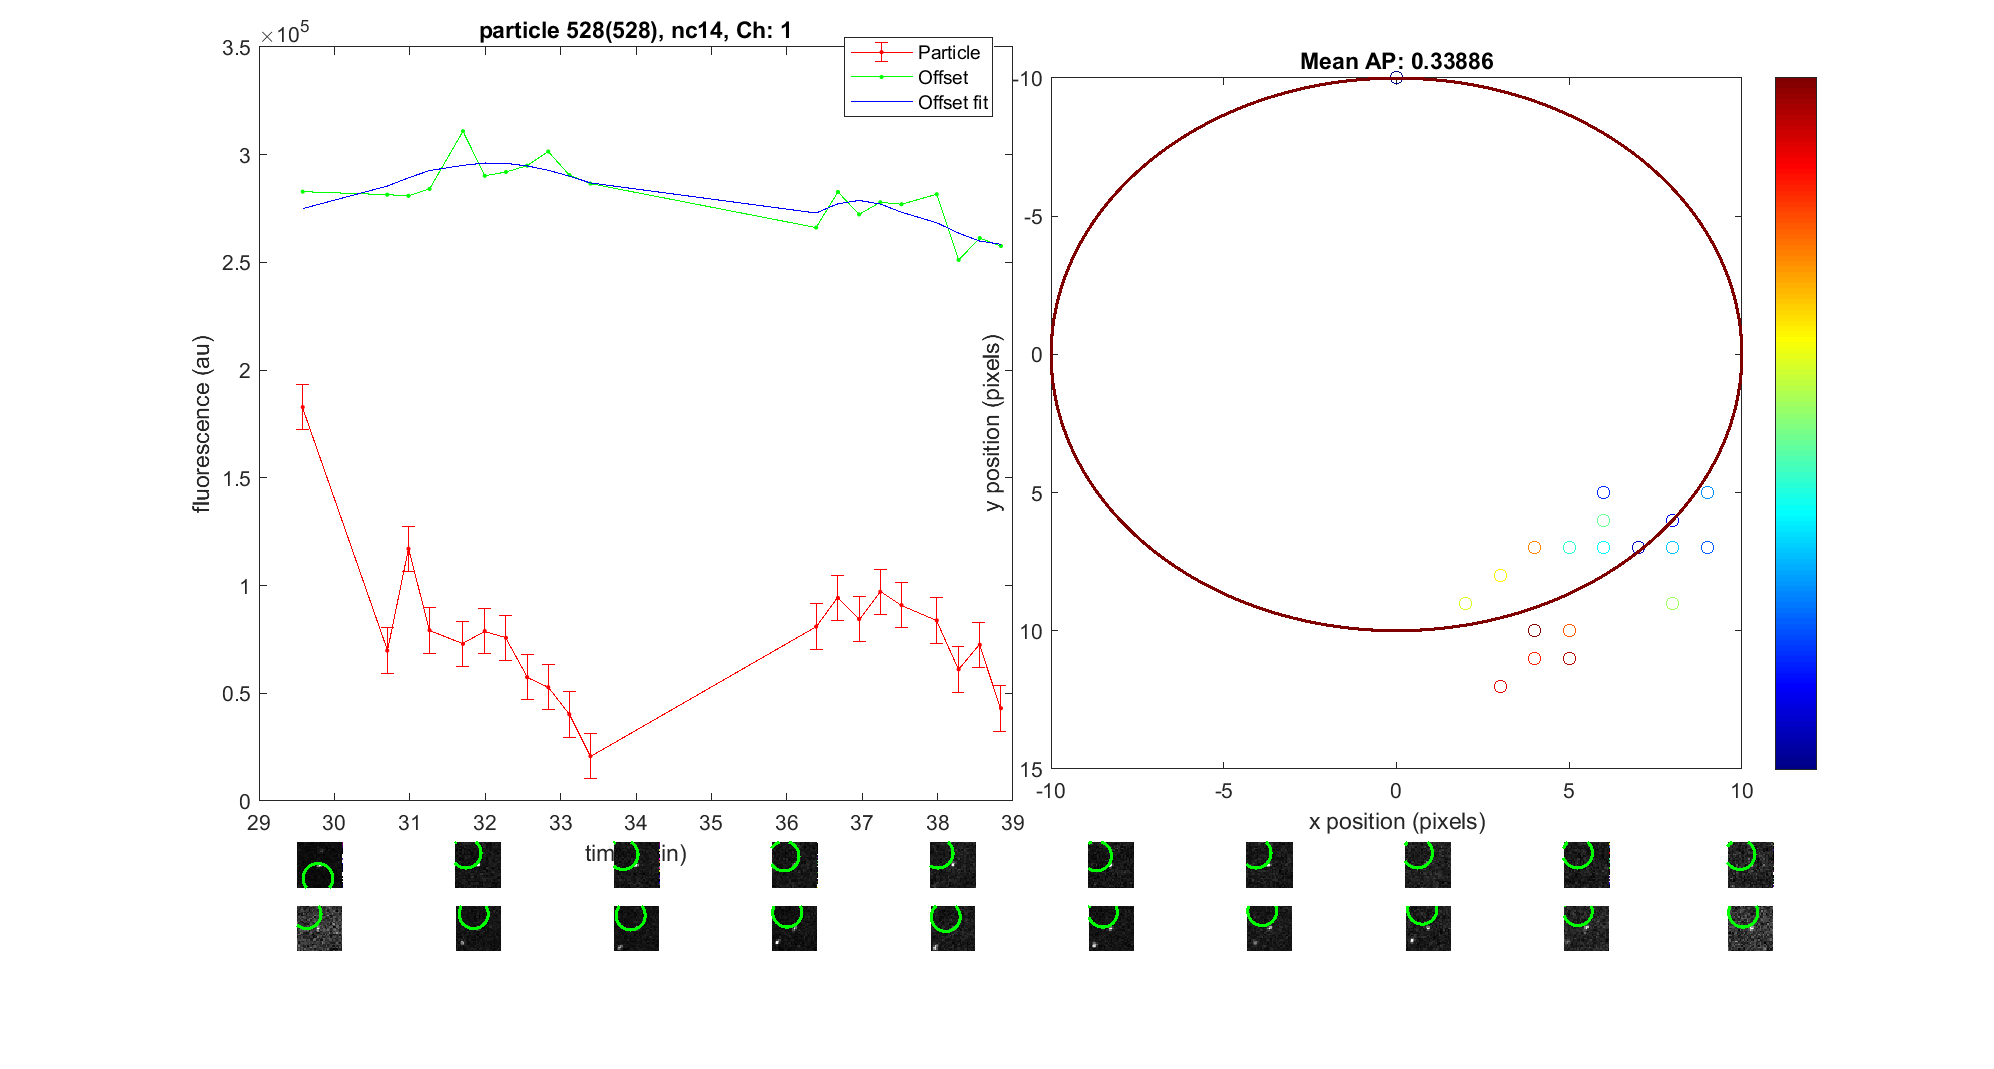 particle 528(528), nc14, Ch: 1
×10^5
3.5
3
2.5
2
1.5
1
0.5
0
fluorescence (au)
29 30 31 32 33 34 35 36 37 38 39
tim in)
Particle
Offset
Offset fit
Mean AP: 0.33886
-10
-5
0
5
10
15
y position (pixels)
-10 -5 0 5 10
x position (pixels)